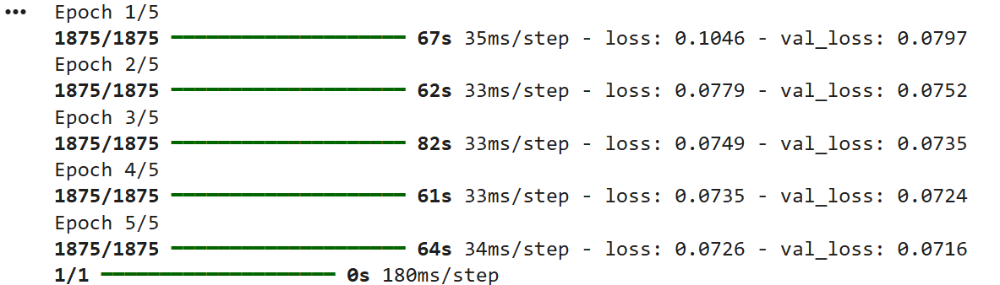 Epoch 1/5
1875/1875 ━━━━━━━━━━━━━━━━━━━━ 67s 35ms/step - loss: 0.1046 - val_loss: 0.0797
Epoch 2/5
1875/1875 ━━━━━━━━━━━━━━━━━━━━ 62s 33ms/step - loss: 0.0779 - val_loss: 0.0752
Epoch 3/5
1875/1875 ━━━━━━━━━━━━━━━━━━━━ 82s 33ms/step - loss: 0.0749 - val_loss: 0.0735
Epoch 4/5
1875/1875 ━━━━━━━━━━━━━━━━━━━━ 61s 33ms/step - loss: 0.0735 - val_loss: 0.0724
Epoch 5/5
1875/1875 ━━━━━━━━━━━━━━━━━━━━ 64s 34ms/step - loss: 0.0726 - val_loss: 0.0716
1/1 ━━━━━━━━━━━━━━━━━━━━ 0s 180ms/step